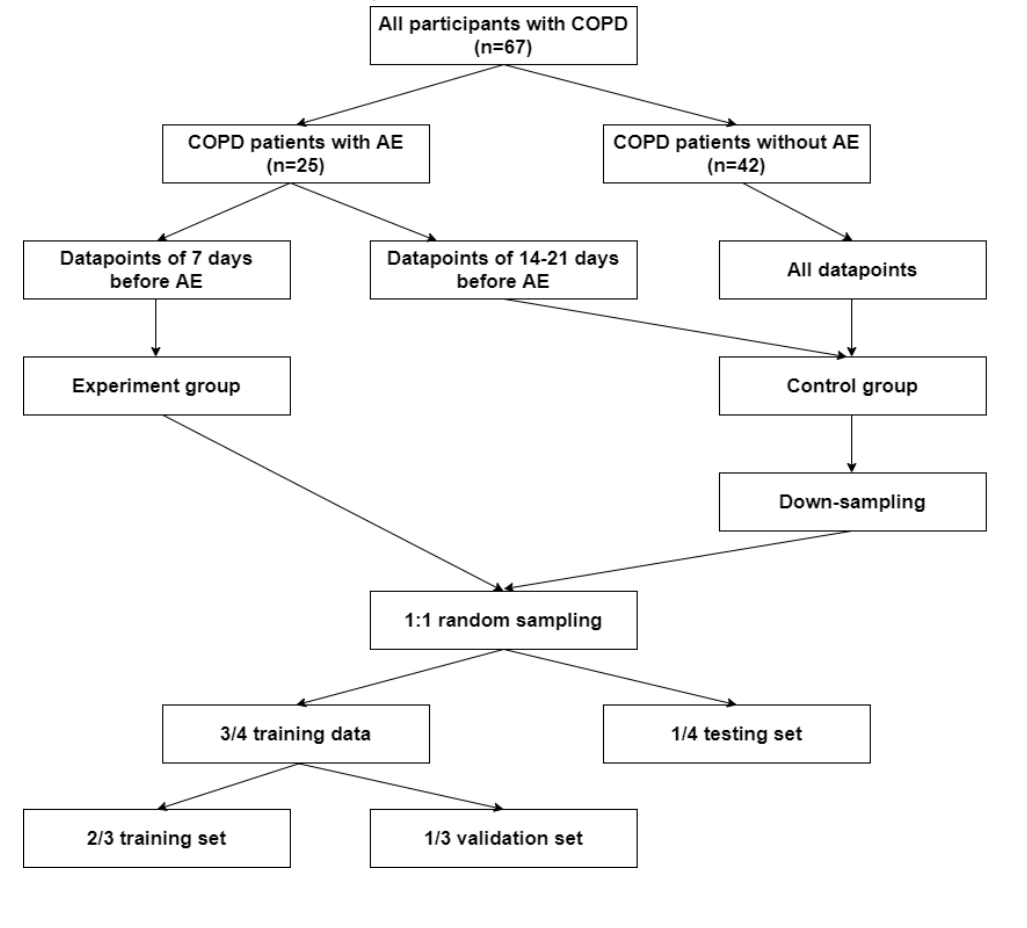 All participants with COPD
(n=67)
COPD patients with AE
(n=25)
COPD patients without AE
(n=42)
Datapoints of 7 days
before AE
Datapoints of 14-21 days
before AE
All datapoints
Experiment group
Control group
Down-sampling
1:1 random sampling
3/4 training data
1/4 testing set
2/3 training set
1/3 validation set